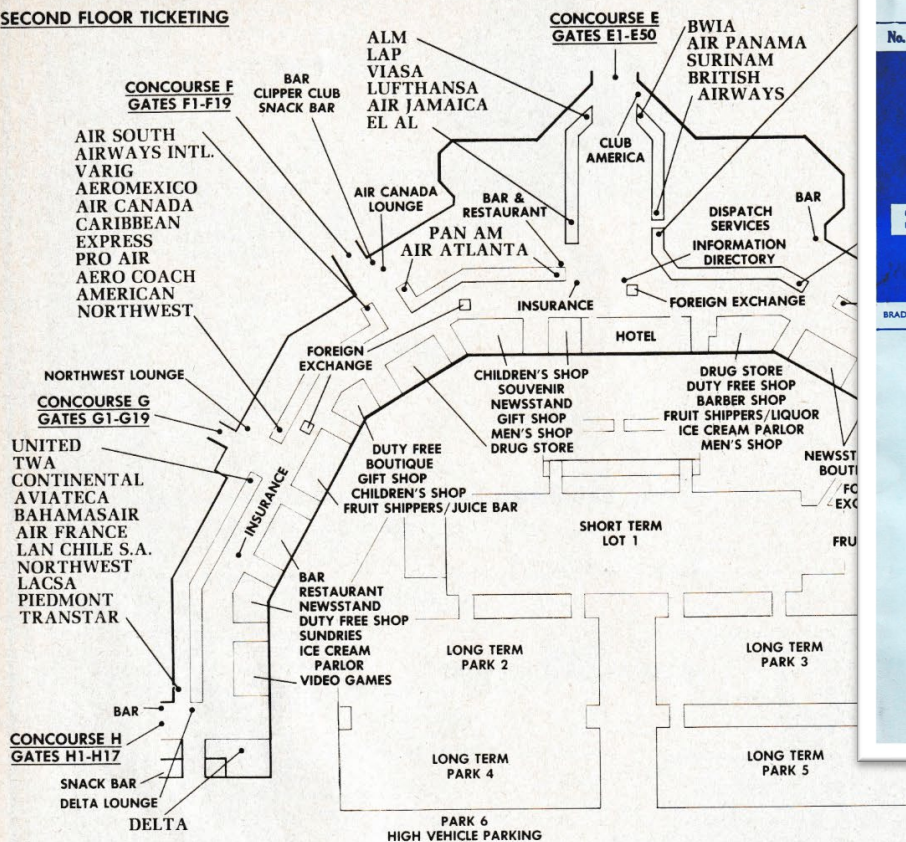 SECOND FLOOR TICKETING
CONCOURSE E
GATES E1-E50
ALM
LAP
VIASA
LUFTHANSA
AIR JAMAICA
EL AL
BWIA
AIR PANAMA
SURINAM
BRITISH
AIRWAYS
No.
CONCOURSE F
GATES F1-F19
BAR
CLIPPER CLUB
SNACK BAR
AIR SOUTH
AIRWAYS INTL.
VARIG
AEROMEXICO
AIR CANADA
CARIBBEAN
EXPRESS
PRO AIR
AERO COACH
AMERICAN
NORTHWEST
CLUB
AMERICA
AIR CANADA
LOUNGE
BAR &
RESTAURANT
PAN AM
AIR ATLANTA
DISPATCH
SERVICES
BAR
INFORMATION
DIRECTORY
INSURANCE
FOREIGN EXCHANGE
HOTEL
BRAD
FOREIGN
EXCHANGE
NORTHWEST LOUNGE
CONCOURSE G
GATES G1-G19
CHILDREN'S SHOP
SOUVENIR
NEWSSTAND
GIFT SHOP
MEN'S SHOP
DRUG STORE
DRUG STORE
DUTY FREE SHOP
BARBER SHOP
FRUIT SHIPPERS/LIQUOR
ICE CREAM PARLOR
MEN'S SHOP
UNITED
TWA
CONTINENTAL
AVIATECA
BAHAMASAIR
AIR FRANCE
LAN CHILE S.A.
NORTHWEST
LACSA
PIEDMONT
TRANSTAR
INSURANCE
DUTY FREE
BOUTIQUE
GIFT SHOP
CHILDREN'S SHOP
FRUIT SHIPPERS/JUICE BAR
NEWSST
BOUTI
FO
EXC
FRU
SHORT TERM
LOT 1
BAR
RESTAURANT
NEWSSTAND
DUTY FREE SHOP
SUNDRIES
ICE CREAM
PARLOR
VIDEO GAMES
LONG TERM
PARK 2
LONG TERM
PARK 3
BAR
CONCOURSE H
GATES H1-H17
SNACK BAR
DELTA LOUNGE
DELTA
LONG TERM
PARK 4
LONG TERM
PARK 5
PARK 6
HIGH VEHICLE PARKING